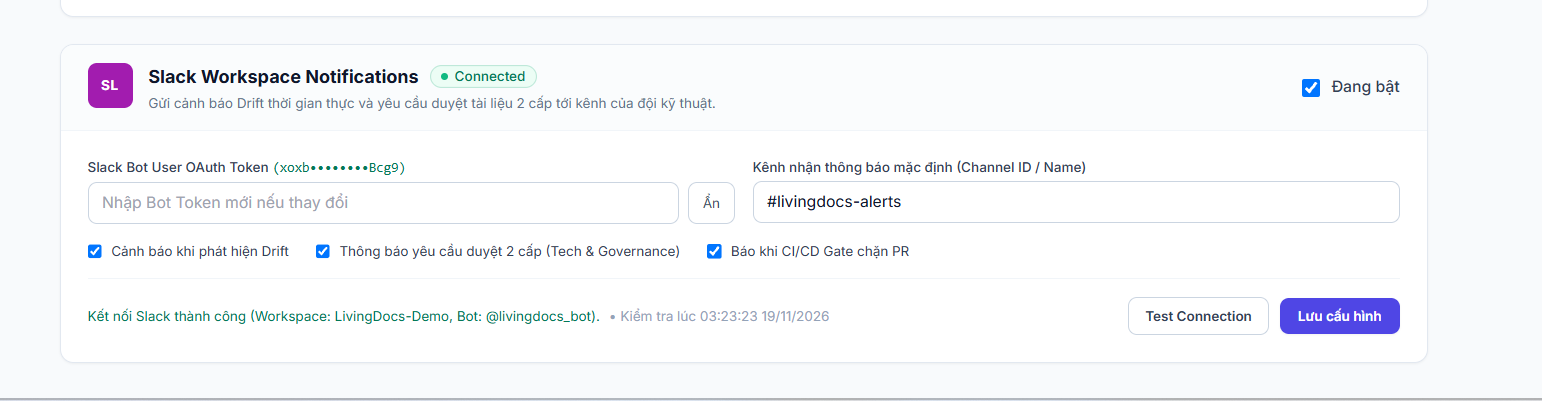 SL
Slack Workspace Notifications
Connected
Gửi cảnh báo Drift thời gian thực và yêu cầu duyệt tài liệu 2 cấp tới kênh của đội kỹ thuật.
Đang bật
Slack Bot User OAuth Token (xoxb••••••••Bcg9)
Nhập Bot Token mới nếu thay đổi
Ẩn
Kênh nhận thông báo mặc định (Channel ID / Name)
#livingdocs-alerts
Cảnh báo khi phát hiện Drift
Thông báo yêu cầu duyệt 2 cấp (Tech & Governance)
Báo khi CI/CD Gate chặn PR
Kết nối Slack thành công (Workspace: LivingDocs-Demo, Bot: @livingdocs_bot). • Kiểm tra lúc 03:23:23 19/11/2026
Test Connection
Lưu cấu hình